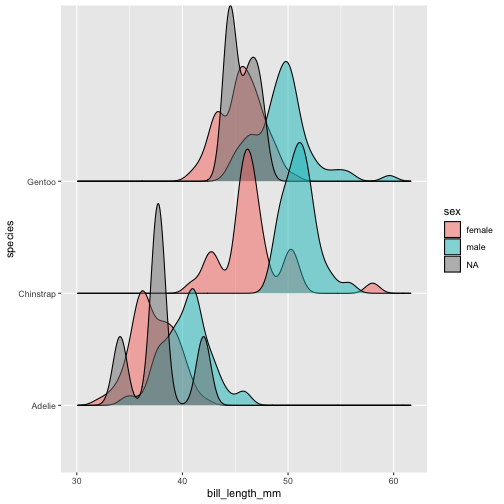 Gentoo
Chinstrap
Adelie
species
30
40
50
60
bill_length_mm
sex
female
male
NA